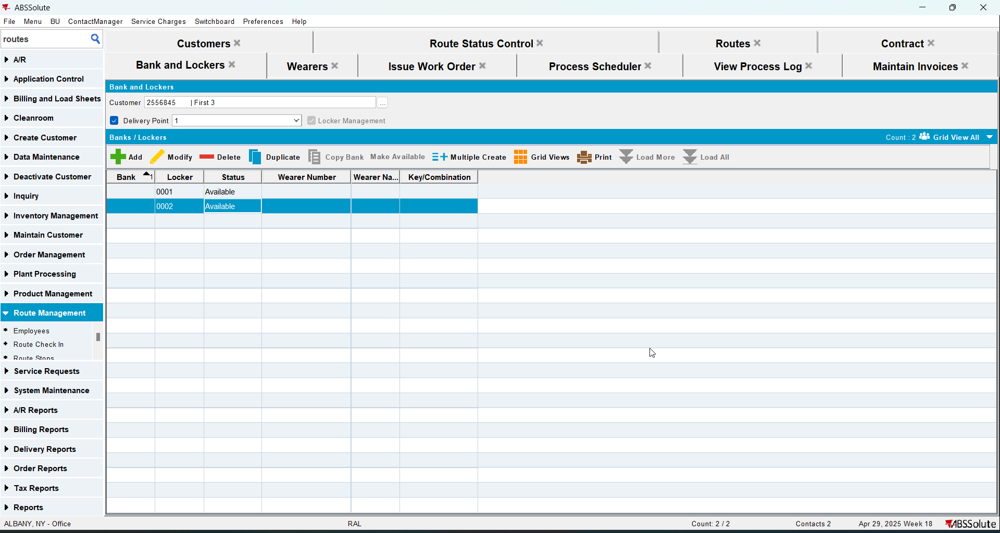 ABSSolute
File Menu BU ContactManager Service Charges Switchboard Preferences Help
routes
Customers Route Status Control Routes Contract
Bank and Lockers Wearers Issue Work Order Process Scheduler View Process Log Maintain Invoices
A/R
Application Control
Billing and Load Sheets
Cleanroom
Create Customer
Data Maintenance
Deactivate Customer
Inquiry
Inventory Management
Maintain Customer
Order Management
Plant Processing
Product Management
Route Management
Employees
Route Check In
Route Stops
Service Requests
System Maintenance
A/R Reports
Billing Reports
Delivery Reports
Order Reports
Tax Reports
Reports
Bank and Lockers
Customer 2556845 | First 3 ...
Delivery Point 1 Locker Management
Banks / Lockers Count : 2 Grid View All
Add Modify Delete Duplicate Copy Bank Make Available Multiple Create Grid Views Print Load More Load All
Bank 1 Locker Status Wearer Number Wearer Na... Key/Combination
0001 Available
0002 Available
ALBANY, NY - Office RAL Count: 2 / 2 Contacts 2 Apr 29, 2025 Week 18 ABSSolute